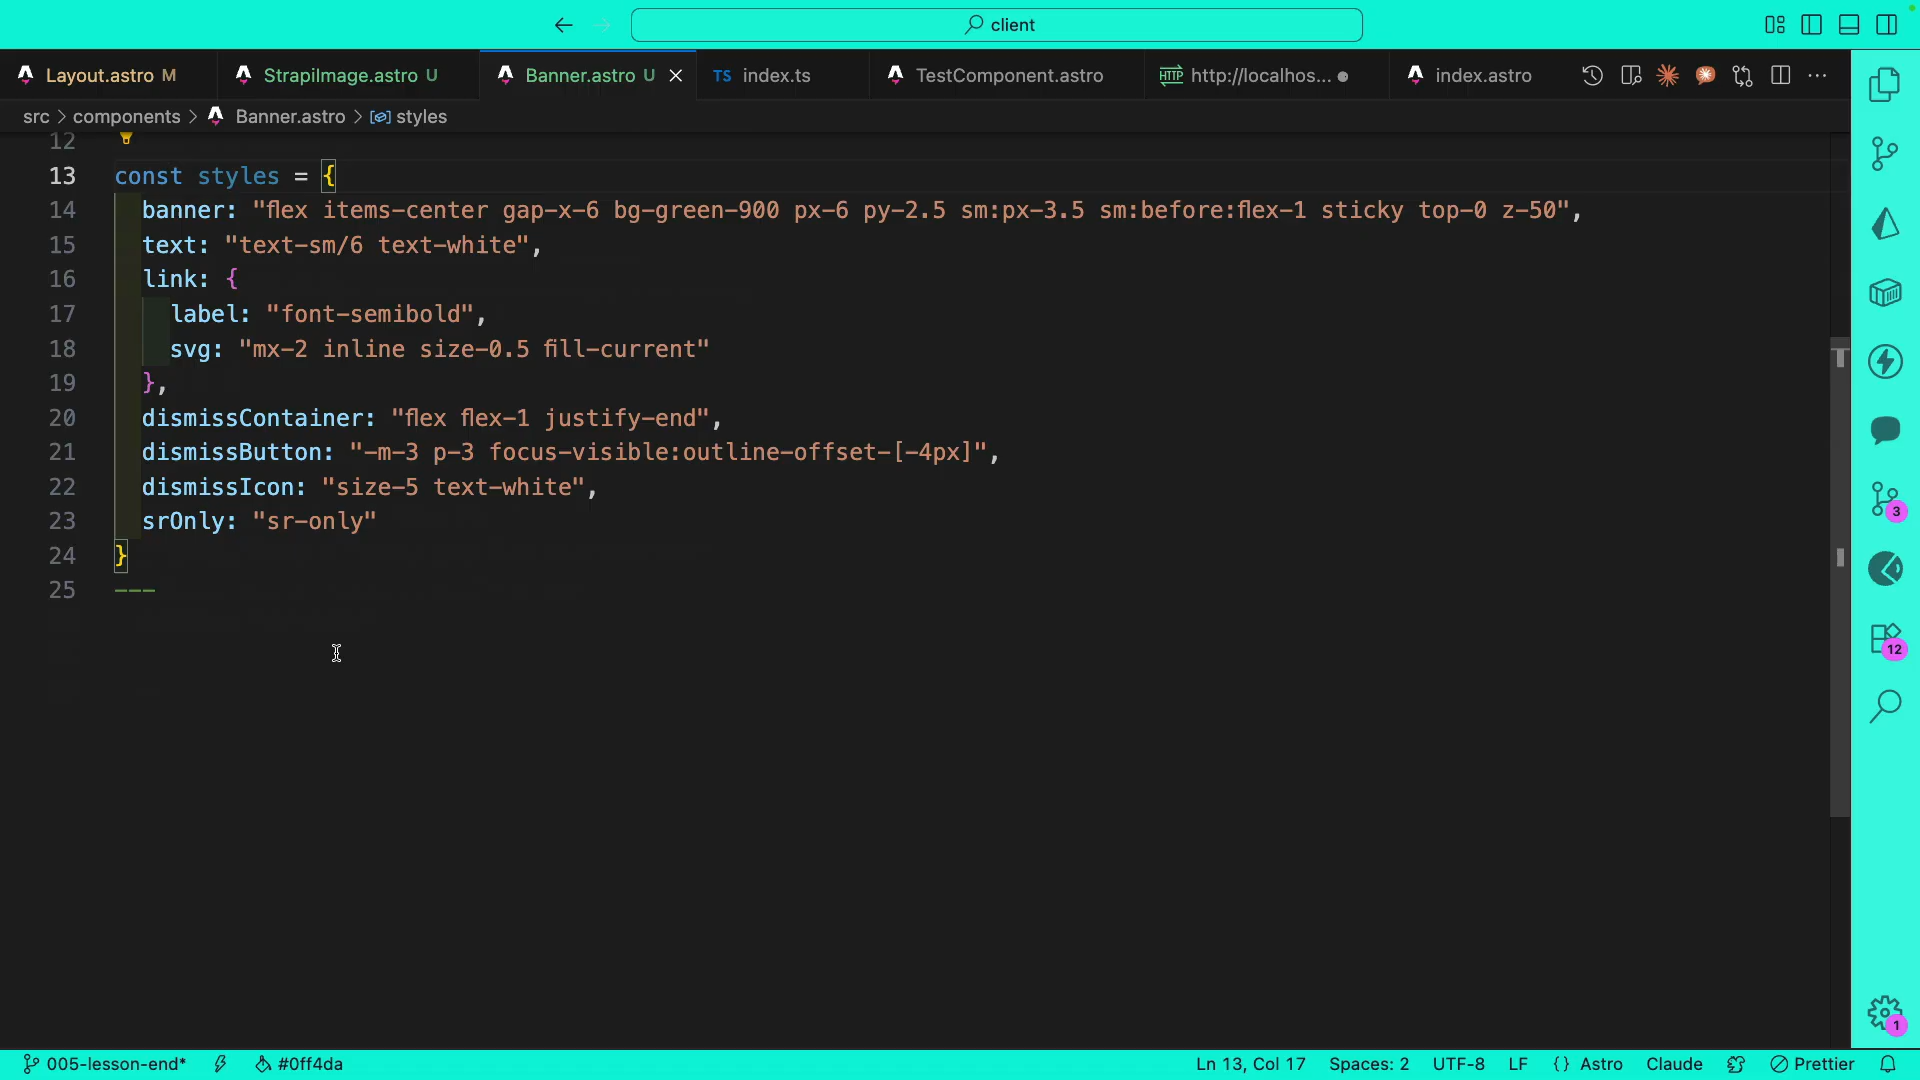 client
Layout.astro M
StrapiImage.astro U
Banner.astro U
TS index.ts
TestComponent.astro
HTTP http://localhos...
index.astro
src > components > Banner.astro > styles
12
13 const styles = {
14 banner: "flex items-center gap-x-6 bg-green-900 px-6 py-2.5 sm:px-3.5 sm:before:flex-1 sticky top-0 z-50",
15 text: "text-sm/6 text-white",
16 link: {
17 label: "font-semibold",
18 svg: "mx-2 inline size-0.5 fill-current"
19 },
20 dismissContainer: "flex flex-1 justify-end",
21 dismissButton: "-m-3 p-3 focus-visible:outline-offset-[-4px]",
22 dismissIcon: "size-5 text-white",
23 srOnly: "sr-only"
24 }
25 ---
3
12
1
005-lesson-end* #0ff4da Ln 13, Col 17 Spaces: 2 UTF-8 LF {} Astro Claude Prettier